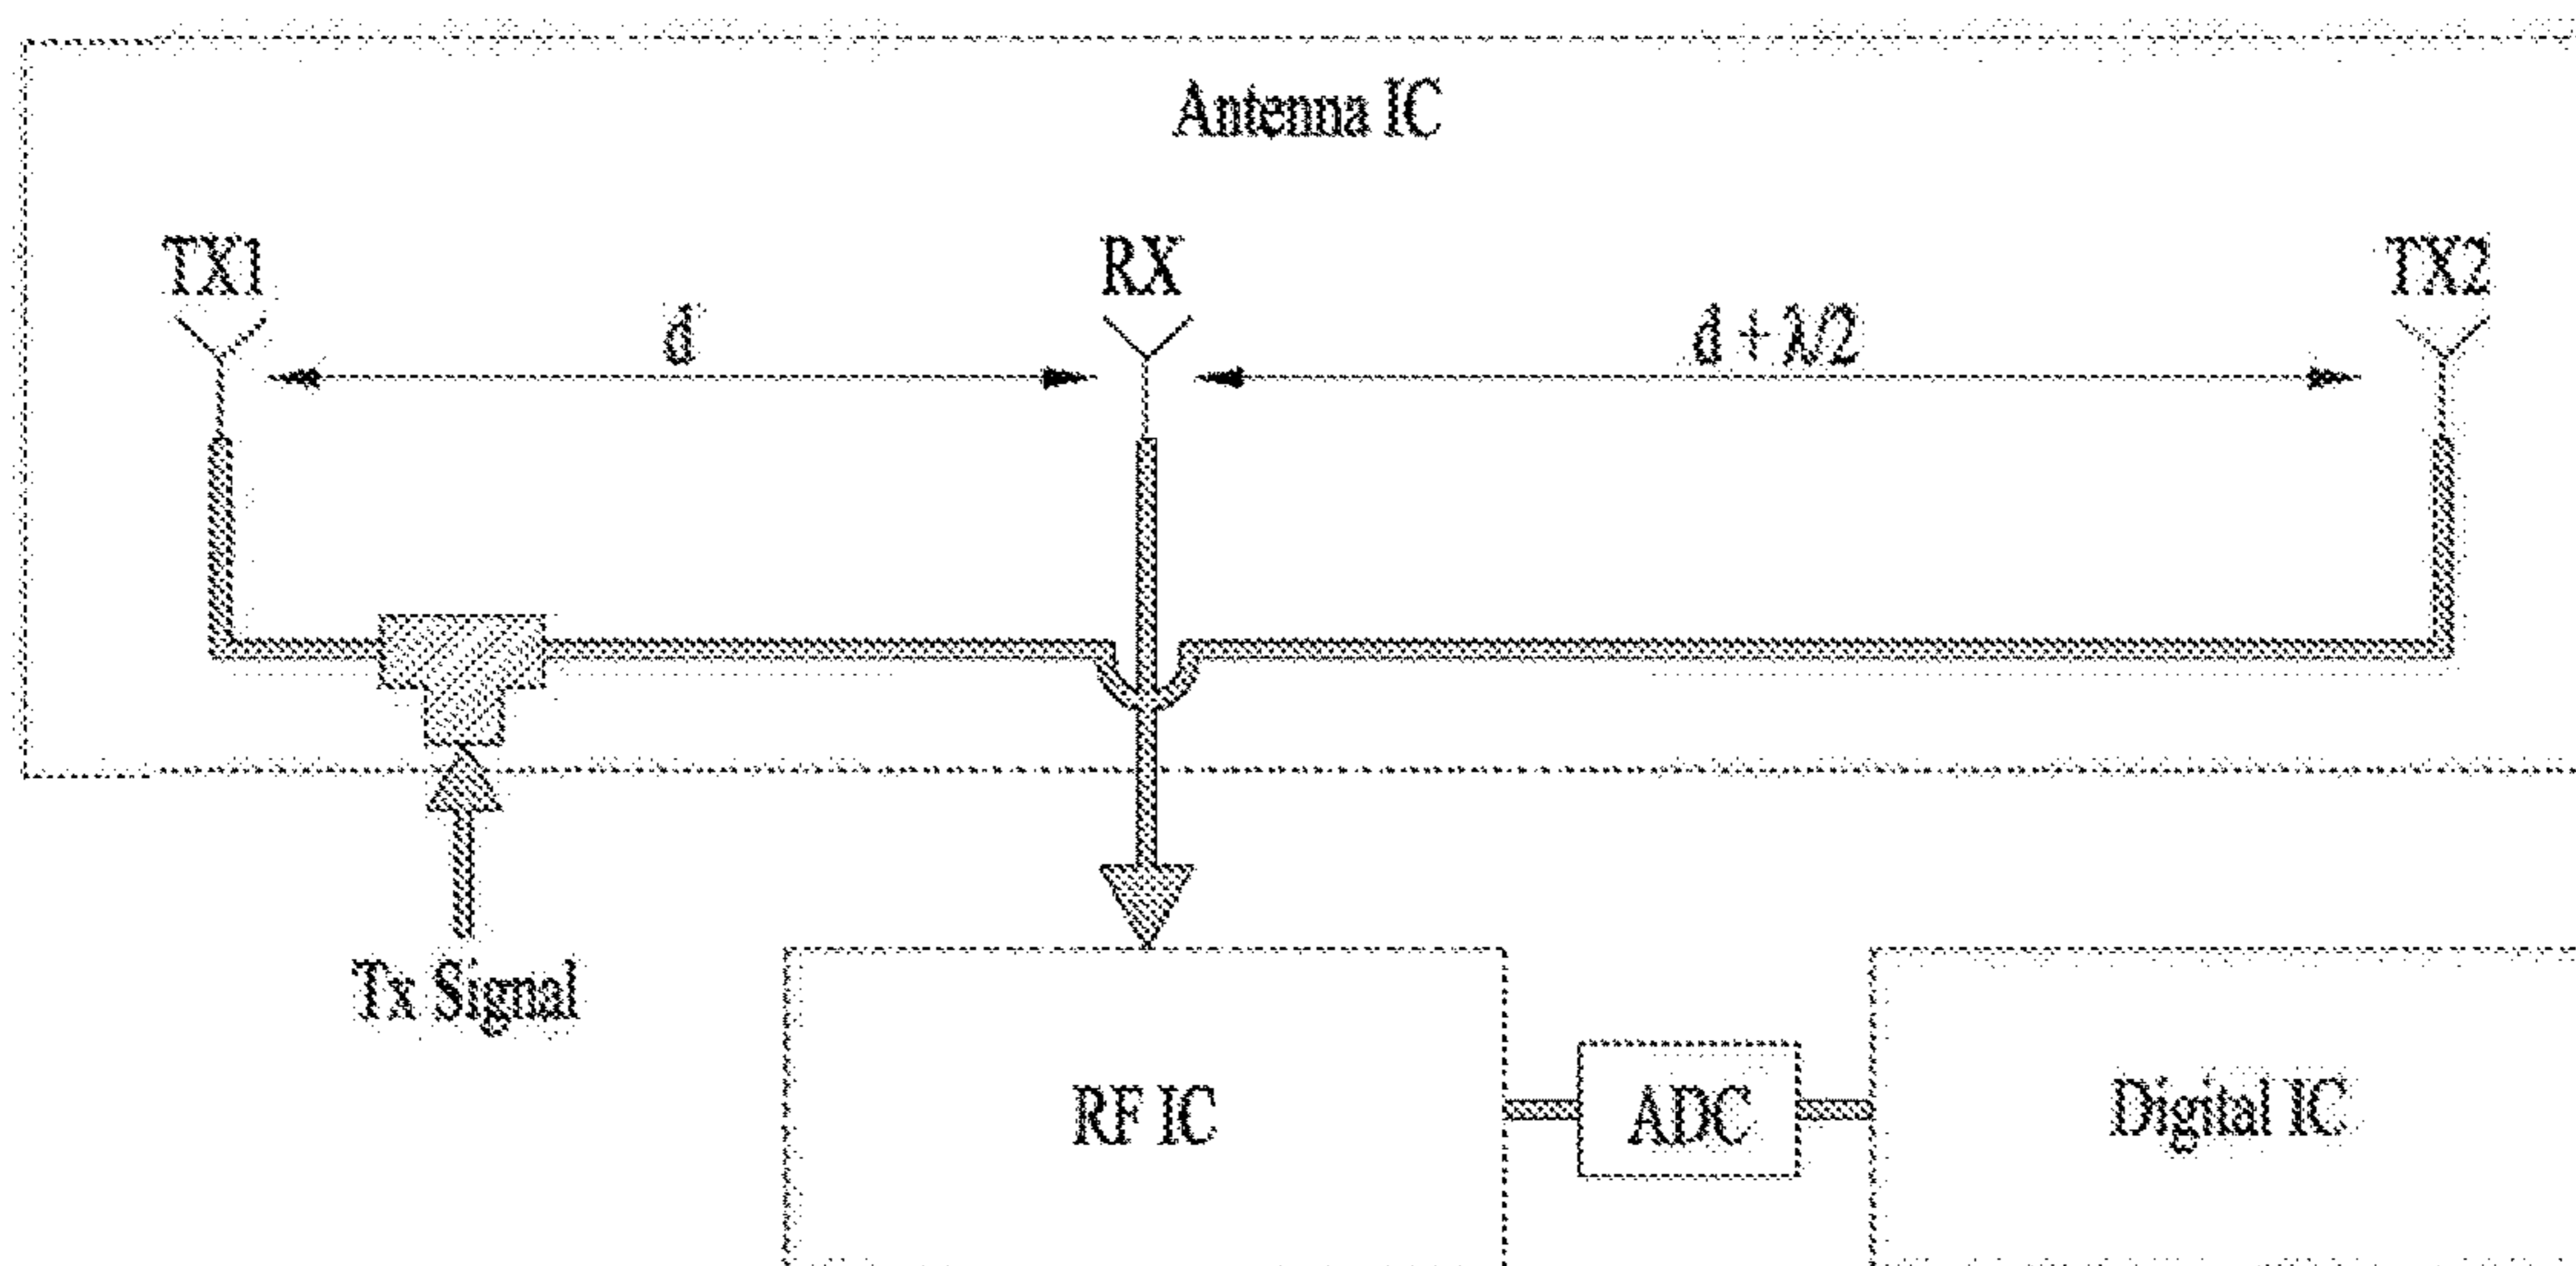 Antenna IC
TX1
RX
TX2
d
d + λ/2
Tx Signal
RF IC
ADC
Digital IC